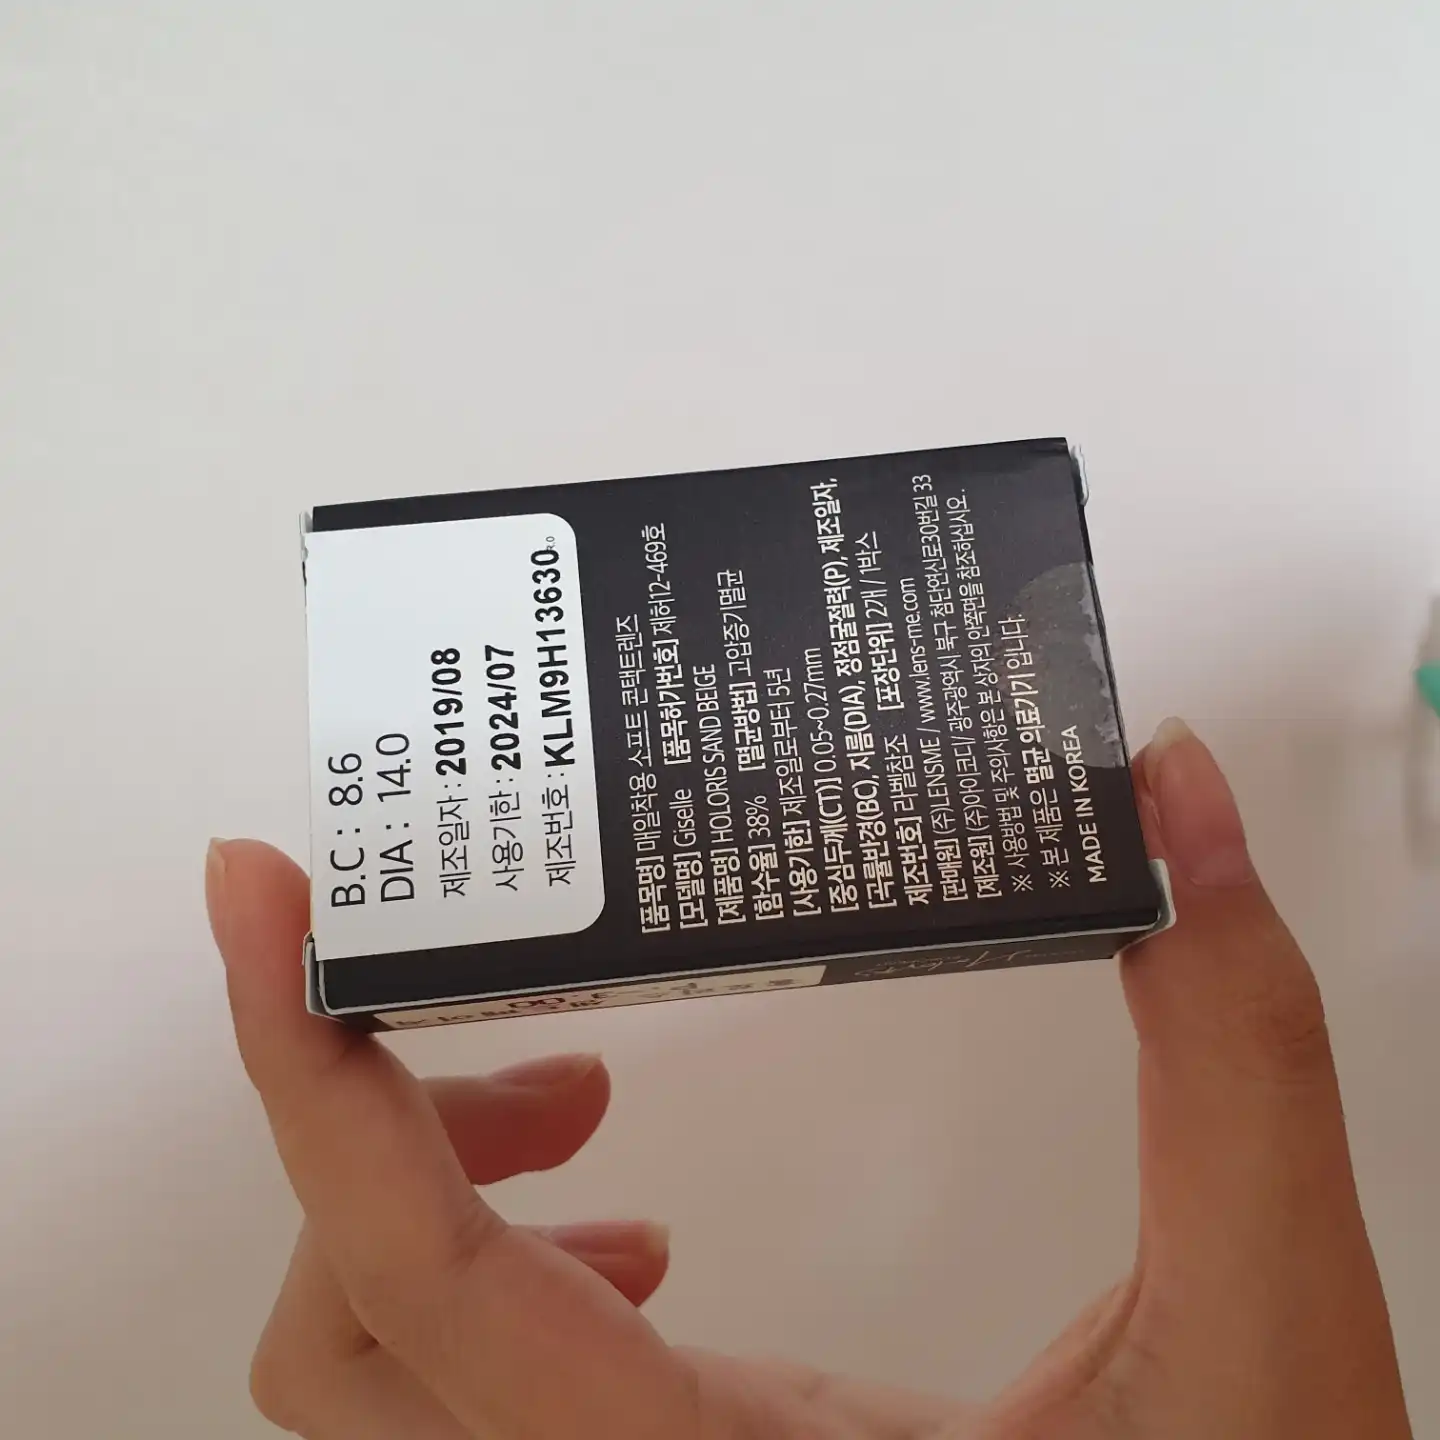 B.C : 8.6
DIA : 14.0
제조일자 : 2019/08
사용기한 : 2024/07
제조번호 : KLM9H13630
R.0
[품목명] 매일착용 소프트 콘택트렌즈
[모델명] Giselle [품목허가번호] 제허12-469호
[제품명] HOLORIS SAND BEIGE
[함수율] 38% [멸균방법] 고압증기멸균
[사용기한] 제조일로부터 5년
[중심두께(CT)] 0.05~0.27mm
[곡률반경(BC), 지름(DIA), 정점굴절력(P), 제조일자,
제조번호] 라벨참조 [포장단위] 2개 / 1박스
[판매원] (주)LENSME / www.lens-me.com
[제조원] (주)아이코디/ 광주광역시 북구 첨단연신로30번길 33
※ 사용방법 및 주의사항은 본 상자의 안쪽면을 참조하십시오.
※ 본 제품은 멸균 의료기기 입니다.
MADE IN KOREA